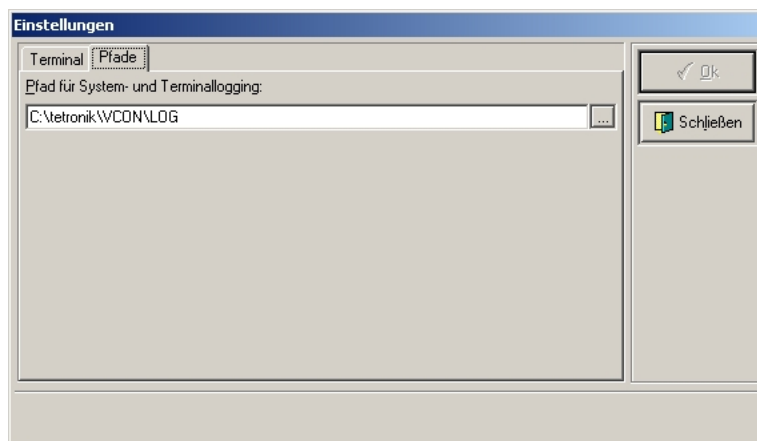 Einstellungen
Terminal Pfade
Pfad für System- und Terminallogging:
C:\tetronik\VCON\LOG ...
Ok
Schließen